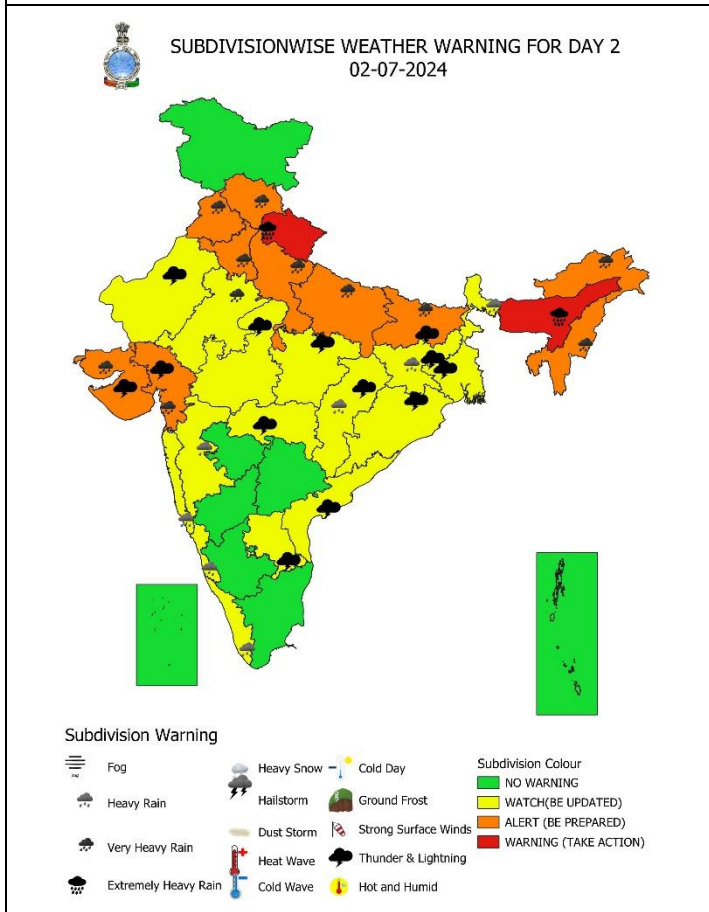 SUBDIVISIONWISE WEATHER WARNING FOR DAY 2
02-07-2024
Subdivision Warning
Fog
Heavy Rain
Very Heavy Rain
Extremely Heavy Rain
Heavy Snow
Hailstorm
Dust Storm
Heat Wave
Cold Wave
Cold Day
Ground Frost
Strong Surface Winds
Thunder & Lightning
Hot and Humid
Subdivision Colour
NO WARNING
WATCH(BE UPDATED)
ALERT (BE PREPARED)
WARNING (TAKE ACTION)